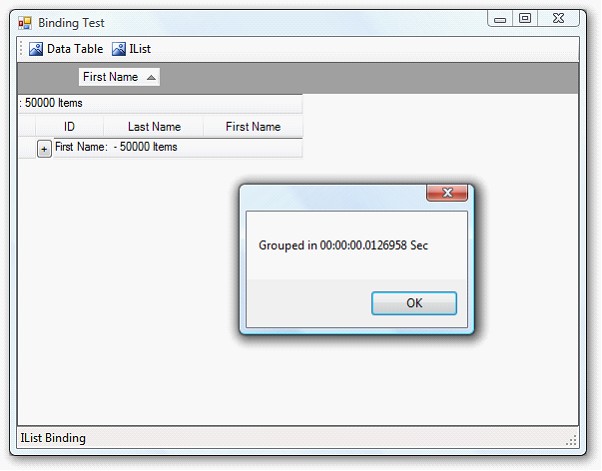 Binding Test
Data Table IList
First Name
: 50000 Items
ID Last Name First Name
+ First Name: - 50000 Items
Grouped in 00:00:00.0126958 Sec
OK
IList Binding